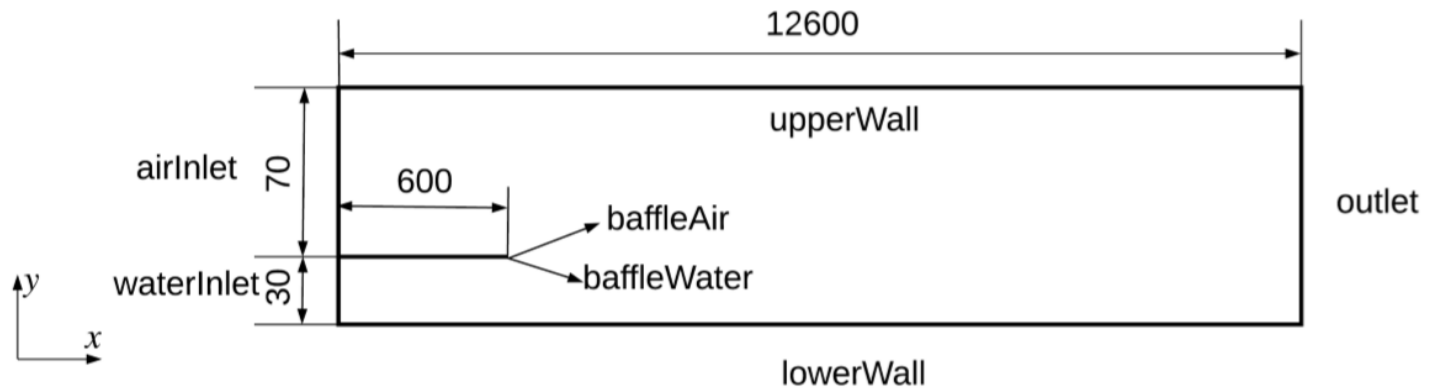 12600
upperWall
airInlet
70
600
outlet
baffleAir
baffleWater
waterInlet
30
y
x
lowerWall